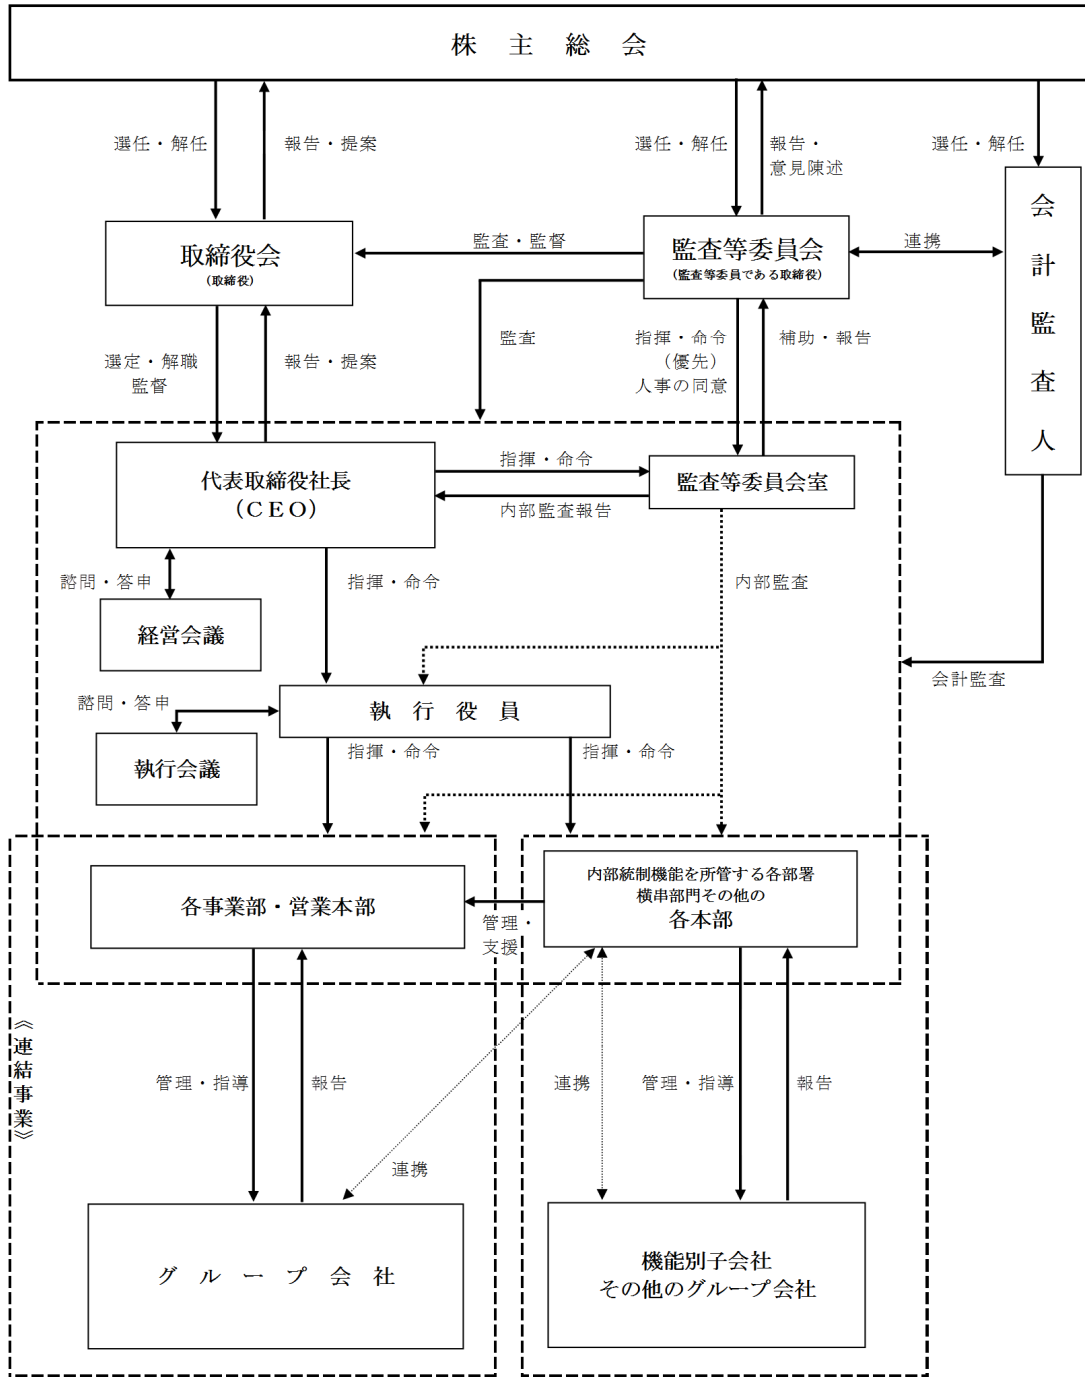 株主総会
選任・解任
報告・提案
選任・解任
報告・
意見陳述
選任・解任
会計監査人
取締役会
(取締役)
監査・監督
監査等委員会
(監査等委員である取締役)
連携
選定・解職
監督
報告・提案
監査
指揮・命令
（優先）
人事の同意
補助・報告
代表取締役社長
（ＣＥＯ）
指揮・命令
内部監査報告
監査等委員会室
諮問・答申
指揮・命令
内部監査
経営会議
会計監査
諮問・答申
執行役員
執行会議
指揮・命令
指揮・命令
各事業部・営業本部
管理・
支援
内部統制機能を所管する各部署
横串部門その他の
各本部
《連結事業》
管理・指導
報告
連携
連携
管理・指導
報告
グループ会社
機能別子会社
その他のグループ会社